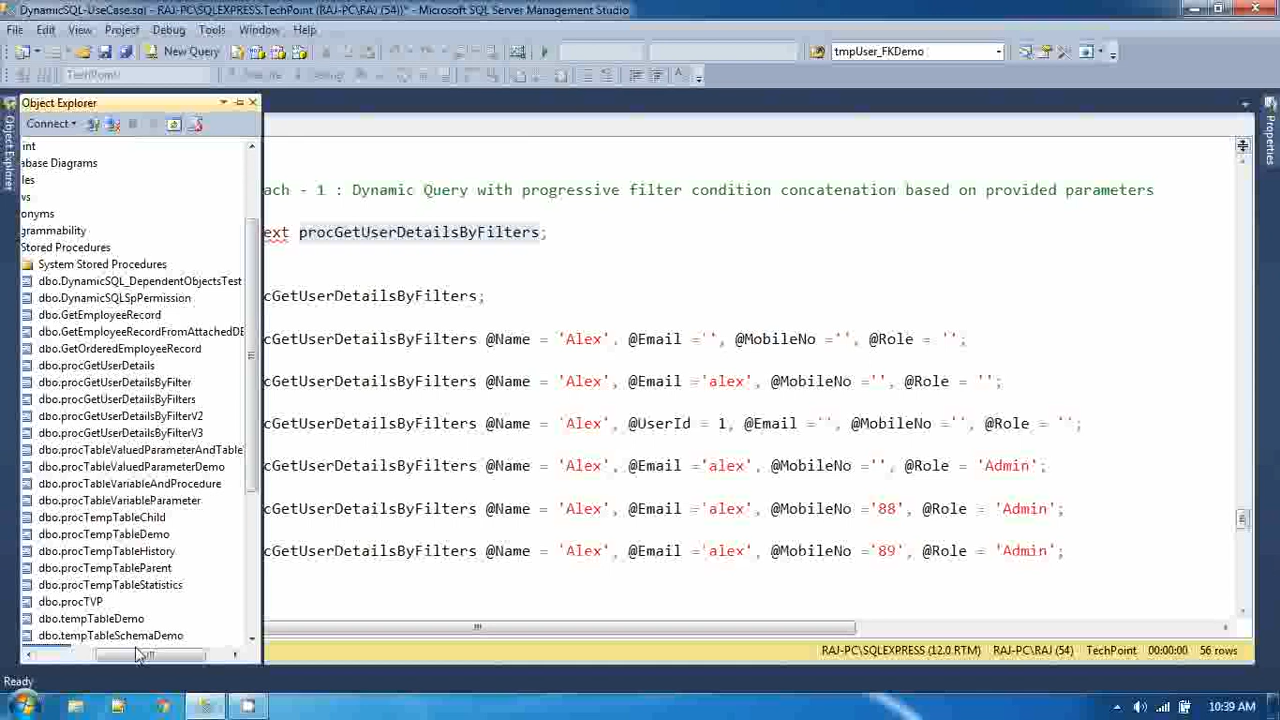 DynamicSQL-UseCase.sql - RAJ-PC\SQLEXPRESS.TechPoint (RAJ-PC\RAJ (54))* - Microsoft SQL Server Management Studio
File Edit View Project Debug Tools Window Help
New Query tmpUser_FKDemo
TechPoint
Object Explorer
Connect
int
abase Diagrams
les
vs
onyms
grammability
Stored Procedures
System Stored Procedures
dbo.DynamicSQL_DependentObjectsTest
dbo.DynamicSQLSpPermission
dbo.GetEmployeeRecord
dbo.GetEmployeeRecordFromAttachedDE
dbo.GetOrderedEmployeeRecord
dbo.procGetUserDetails
dbo.procGetUserDetailsByFilter
dbo.procGetUserDetailsByFilters
dbo.procGetUserDetailsByFilterV2
dbo.procGetUserDetailsByFilterV3
dbo.procTableValuedParameterAndTable
dbo.procTableValuedParameterDemo
dbo.procTableVariableAndProcedure
dbo.procTableVariableParameter
dbo.procTempTableChild
dbo.procTempTableDemo
dbo.procTempTableHistory
dbo.procTempTableParent
dbo.procTempTableStatistics
dbo.procTVP
dbo.tempTableDemo
dbo.tempTableSchemaDemo
Object Explorer
ach - 1 : Dynamic Query with progressive filter condition concatenation based on provided parameters
ext procGetUserDetailsByFilters;
cGetUserDetailsByFilters;
cGetUserDetailsByFilters @Name = 'Alex', @Email ='', @MobileNo ='', @Role = '';
cGetUserDetailsByFilters @Name = 'Alex', @Email ='alex', @MobileNo ='', @Role = '';
cGetUserDetailsByFilters @Name = 'Alex', @UserId = 1, @Email ='', @MobileNo ='', @Role = '';
cGetUserDetailsByFilters @Name = 'Alex', @Email ='alex', @MobileNo ='', @Role = 'Admin';
cGetUserDetailsByFilters @Name = 'Alex', @Email ='alex', @MobileNo ='88', @Role = 'Admin';
cGetUserDetailsByFilters @Name = 'Alex', @Email ='alex', @MobileNo ='89', @Role = 'Admin';
Properties
RAJ-PC\SQLEXPRESS (12.0 RTM) RAJ-PC\RAJ (54) TechPoint 00:00:00 56 rows
Ready
10:39 AM